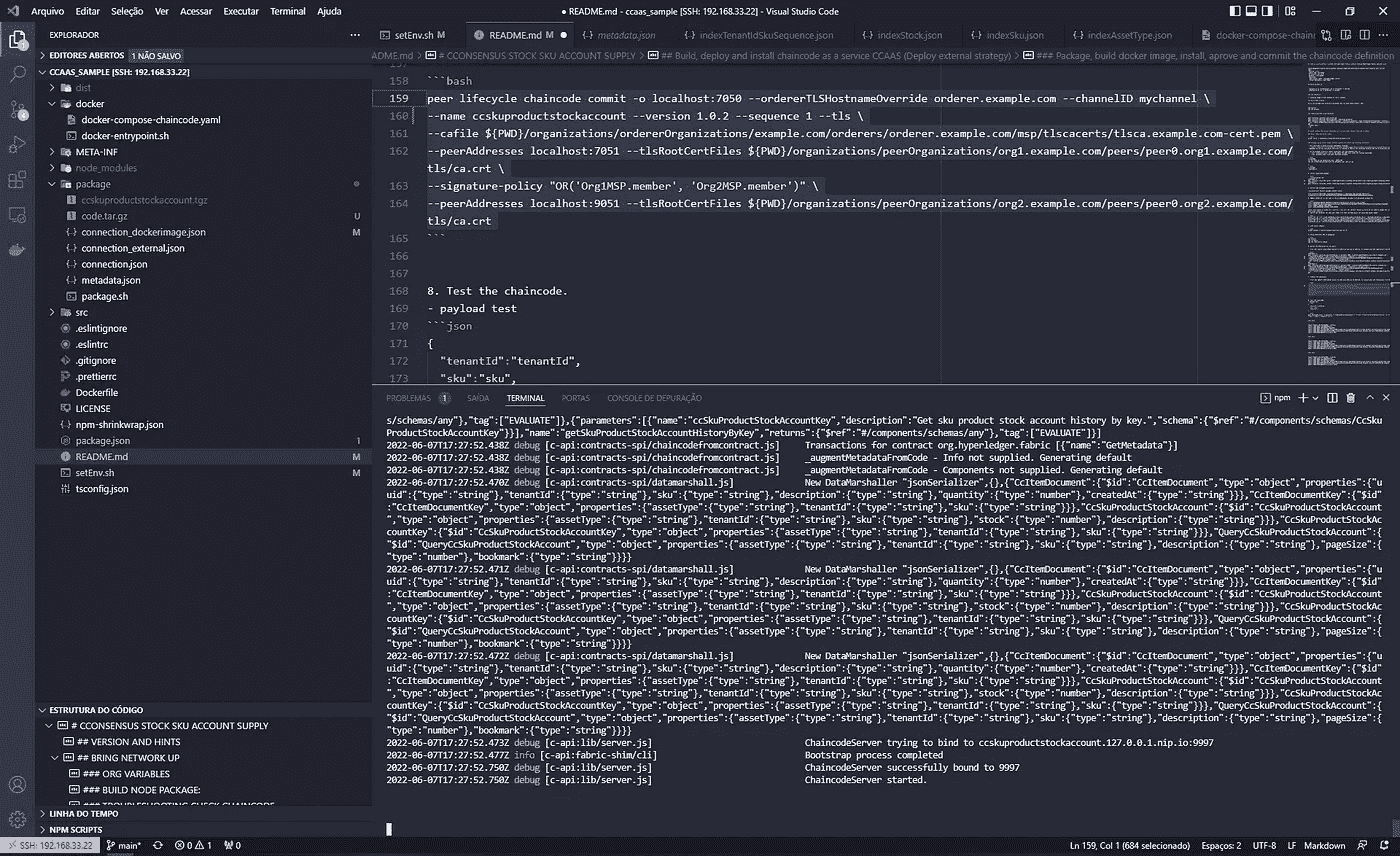 Arquivo Editar Seleção Ver Acessar Executar Terminal Ajuda
● README.md - ccaas_sample [SSH: 192.168.33.22] - Visual Studio Code
EXPLORADOR
EDITORES ABERTOS 1 NÃO SALVO
CCAAS_SAMPLE [SSH: 192.168.33.22]
dist
docker
docker-compose-chaincode.yaml
docker-entrypoint.sh
META-INF
node_modules
package
ccskuproductstockaccount.tgz
code.tar.gz U
connection_dockerimage.json M
connection_external.json
connection.json
metadata.json
package.sh
src
.eslintignore
.eslintrc
.gitignore
.prettierrc
Dockerfile
LICENSE
npm-shrinkwrap.json
package.json 1
README.md M
setEnv.sh M
tsconfig.json
ESTRUTURA DO CÓDIGO
# CCONSENSUS STOCK SKU ACCOUNT SUPPLY
## VERSION AND HINTS
## BRING NETWORK UP
### ORG VARIABLES
### BUILD NODE PACKAGE:
### TROUBLESHOOTING CHECK CHAINCODE
LINHA DO TEMPO
NPM SCRIPTS
setEnv.sh M README.md M ● metadata.json indexTenantIdSkuSequence.json indexStock.json indexSku.json indexAssetType.json docker-compose-chain
ADME.md > # CCONSENSUS STOCK SKU ACCOUNT SUPPLY > ## Build, deploy and install chaincode as a service CCAAS (Deploy external strategy) > ### Package, build docker image, install, aprove and commit the chaincode definition
157
158 ```bash
159 peer lifecycle chaincode commit -o localhost:7050 --ordererTLSHostnameOverride orderer.example.com --channelID mychannel \
160 --name ccskuproductstockaccount --version 1.0.2 --sequence 1 --tls \
161 --cafile ${PWD}/organizations/ordererOrganizations/example.com/orderers/orderer.example.com/msp/tlscacerts/tlsca.example.com-cert.pem \
162 --peerAddresses localhost:7051 --tlsRootCertFiles ${PWD}/organizations/peerOrganizations/org1.example.com/peers/peer0.org1.example.com/
tls/ca.crt \
163 --signature-policy "OR('Org1MSP.member', 'Org2MSP.member')" \
164 --peerAddresses localhost:9051 --tlsRootCertFiles ${PWD}/organizations/peerOrganizations/org2.example.com/peers/peer0.org2.example.com/
tls/ca.crt
165 ```
166
167
168 8. Test the chaincode.
169 - payload test
170 ```json
171 {
172 "tenantId":"tenantId",
173 "sku":"sku",
PROBLEMAS 1 SAÍDA TERMINAL PORTAS CONSOLE DE DEPURAÇÃO
npm
s/schemas/any"},"tag":["EVALUATE"]},{"parameters":[{"name":"ccSkuProductStockAccountKey","description":"Get sku product stock account history by key.","schema":{"$ref":"#/components/schemas/CcSku
ProductStockAccountKey"}}],"name":"getSkuProductStockAccountHistoryByKey","returns":{"$ref":"#/components/schemas/any"},"tag":["EVALUATE"]}]
2022-06-07T17:27:52.438Z debug [c-api:contracts-spi/chaincodefromcontract.js] Transactions for contract org.hyperledger.fabric [{"name":"GetMetadata"}]
2022-06-07T17:27:52.438Z debug [c-api:contracts-spi/chaincodefromcontract.js] _augmentMetadataFromCode - Info not supplied. Generating default
2022-06-07T17:27:52.438Z debug [c-api:contracts-spi/chaincodefromcontract.js] _augmentMetadataFromCode - Components not supplied. Generating default
2022-06-07T17:27:52.470Z debug [c-api:contracts-spi/datamarshall.js] New DataMarshaller "jsonSerializer",{},{"CcItemDocument":{"$id":"CcItemDocument","type":"object","properties":{"u
uid":{"type":"string"},"tenantId":{"type":"string"},"sku":{"type":"string"},"description":{"type":"string"},"quantity":{"type":"number"},"createdAt":{"type":"string"}}},"CcItemDocumentKey":{"$id"
:"CcItemDocumentKey","type":"object","properties":{"assetType":{"type":"string"},"tenantId":{"type":"string"},"sku":{"type":"string"}}},"CcSkuProductStockAccount":{"$id":"CcSkuProductStockAccount
","type":"object","properties":{"assetType":{"type":"string"},"tenantId":{"type":"string"},"sku":{"type":"string"},"stock":{"type":"number"},"description":{"type":"string"}}},"CcSkuProductStockAc
countKey":{"$id":"CcSkuProductStockAccountKey","type":"object","properties":{"assetType":{"type":"string"},"tenantId":{"type":"string"},"sku":{"type":"string"}}},"QueryCcSkuProductStockAccount":{
"$id":"QueryCcSkuProductStockAccount","type":"object","properties":{"assetType":{"type":"string"},"tenantId":{"type":"string"},"sku":{"type":"string"},"description":{"type":"string"},"pageSize":{
"type":"number"},"bookmark":{"type":"string"}}}}
2022-06-07T17:27:52.471Z debug [c-api:contracts-spi/datamarshall.js] New DataMarshaller "jsonSerializer",{},{"CcItemDocument":{"$id":"CcItemDocument","type":"object","properties":{"u
uid":{"type":"string"},"tenantId":{"type":"string"},"sku":{"type":"string"},"description":{"type":"string"},"quantity":{"type":"number"},"createdAt":{"type":"string"}}},"CcItemDocumentKey":{"$id"
:"CcItemDocumentKey","type":"object","properties":{"assetType":{"type":"string"},"tenantId":{"type":"string"},"sku":{"type":"string"}}},"CcSkuProductStockAccount":{"$id":"CcSkuProductStockAccount
","type":"object","properties":{"assetType":{"type":"string"},"tenantId":{"type":"string"},"sku":{"type":"string"},"stock":{"type":"number"},"description":{"type":"string"}}},"CcSkuProductStockAc
countKey":{"$id":"CcSkuProductStockAccountKey","type":"object","properties":{"assetType":{"type":"string"},"tenantId":{"type":"string"},"sku":{"type":"string"}}},"QueryCcSkuProductStockAccount":{
"$id":"QueryCcSkuProductStockAccount","type":"object","properties":{"assetType":{"type":"string"},"tenantId":{"type":"string"},"sku":{"type":"string"},"description":{"type":"string"},"pageSize":{
"type":"number"},"bookmark":{"type":"string"}}}}
2022-06-07T17:27:52.472Z debug [c-api:contracts-spi/datamarshall.js] New DataMarshaller "jsonSerializer",{},{"CcItemDocument":{"$id":"CcItemDocument","type":"object","properties":{"u
uid":{"type":"string"},"tenantId":{"type":"string"},"sku":{"type":"string"},"description":{"type":"string"},"quantity":{"type":"number"},"createdAt":{"type":"string"}}},"CcItemDocumentKey":{"$id"
:"CcItemDocumentKey","type":"object","properties":{"assetType":{"type":"string"},"tenantId":{"type":"string"},"sku":{"type":"string"}}},"CcSkuProductStockAccount":{"$id":"CcSkuProductStockAccount
","type":"object","properties":{"assetType":{"type":"string"},"tenantId":{"type":"string"},"sku":{"type":"string"},"stock":{"type":"number"},"description":{"type":"string"}}},"CcSkuProductStockAc
countKey":{"$id":"CcSkuProductStockAccountKey","type":"object","properties":{"assetType":{"type":"string"},"tenantId":{"type":"string"},"sku":{"type":"string"}}},"QueryCcSkuProductStockAccount":{
"$id":"QueryCcSkuProductStockAccount","type":"object","properties":{"assetType":{"type":"string"},"tenantId":{"type":"string"},"sku":{"type":"string"},"description":{"type":"string"},"pageSize":{
"type":"number"},"bookmark":{"type":"string"}}}}
2022-06-07T17:27:52.473Z debug [c-api:lib/server.js] ChaincodeServer trying to bind to ccskuproductstockaccount.127.0.0.1.nip.io:9997
2022-06-07T17:27:52.477Z info [c-api:fabric-shim/cli] Bootstrap process completed
2022-06-07T17:27:52.750Z debug [c-api:lib/server.js] ChaincodeServer successfully bound to 9997
2022-06-07T17:27:52.750Z debug [c-api:lib/server.js] ChaincodeServer started.
SSH: 192.168.33.22 main* 0 1 0 Ln 159, Col 1 (684 selecionado) Espaços: 2 UTF-8 LF Markdown